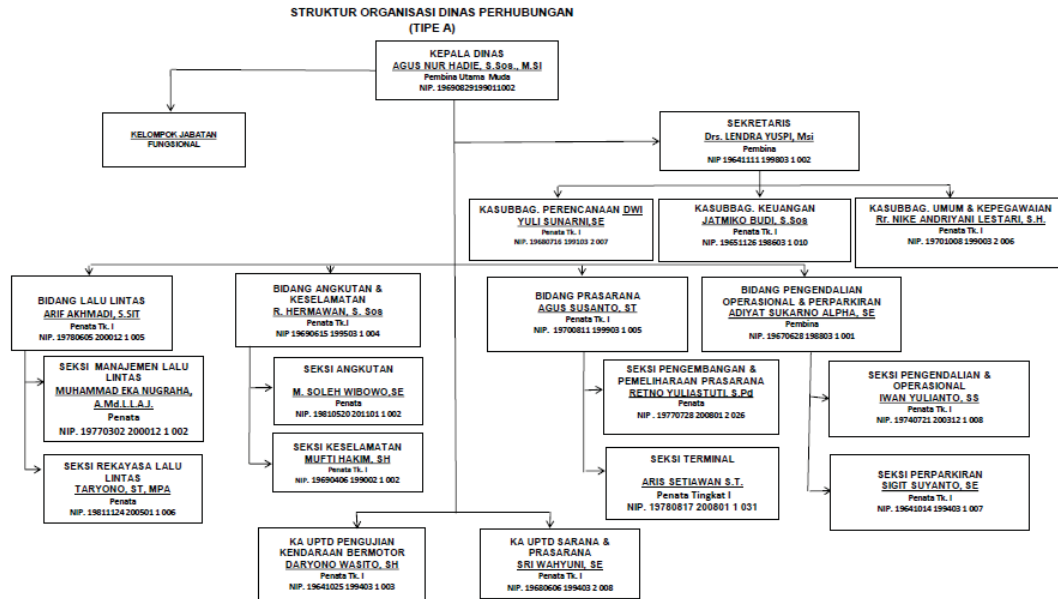 STRUKTUR ORGANISASI DINAS PERHUBUNGAN
(TIPE A)
KEPALA DINAS
AGUS NUR HADIE, S.Sos., M.SI
Pembina Utama Muda
NIP. 19690829199011002
KELOMPOK JABATAN
FUNGSIONAL
SEKRETARIS
Drs. LENDRA YUSPI, Msi
Pembina
NIP 19641111 199803 1 002
KASUBBAG. PERENCANAAN DWI
YULI SUNARNI,SE
Penata Tk. I
NIP. 19680716 199103 2 007
KASUBBAG. KEUANGAN
JATMIKO BUDI, S.Sos
Penata Tk. I
NIP. 19651126 198603 1 010
KASUBBAG. UMUM & KEPEGAWAIAN
Rr. NIKE ANDRIYANI LESTARI, S.H.
Penata Tk. I
NIP. 19701008 199003 2 006
BIDANG LALU LINTAS
ARIF AKHMADI, S.SIT
Penata Tk. I
NIP. 19780605 200012 1 005
BIDANG ANGKUTAN &
KESELAMATAN
R. HERMAWAN, S. Sos
Penata Tk.I
NIP 19690615 199503 1 004
BIDANG PRASARANA
AGUS SUSANTO, ST
Penata Tk. I
NIP. 19700811 199903 1 005
BIDANG PENGENDALIAN
OPERASIONAL & PERPARKIRAN
ADIYAT SUKARNO ALPHA, SE
Pembina
NIP. 19670628 198803 1 001
SEKSI MANAJEMEN LALU
LINTAS
MUHAMMAD EKA NUGRAHA,
A.Md.L.L.A.J.
Penata
NIP. 19770302 200012 1 002
SEKSI ANGKUTAN
M. SOLEH WIBOWO,SE
Penata
NIP. 19810520 201101 1 002
SEKSI PENGEMBANGAN &
PEMELIHARAAN PRASARANA
RETNO YULIASTUTI, S.Pd
Penata
NIP . 19770728 200801 2 026
SEKSI PENGENDALIAN &
OPERASIONAL
IWAN YULIANTO, SS
Penata Tk. I
NIP. 19740721 200312 1 008
SEKSI REKAYASA LALU
LINTAS
TARYONO, ST, MPA
Penata
NIP. 19811124 200501 1 006
SEKSI KESELAMATAN
MUFTI HAKIM, SH
Penata Tk. I
NIP. 19690406 199002 1 002
SEKSI TERMINAL
ARIS SETIAWAN S.T.
Penata Tingkat I
NIP. 19780817 200801 1 031
SEKSI PERPARKIRAN
SIGIT SUYANTO, SE
Penata Tk. I
NIP. 19641014 199403 1 007
KA UPTD PENGUJIAN
KENDARAAN BERMOTOR
DARYONO WASITO, SH
Penata Tk. I
NIP. 19641025 199403 1 003
KA UPTD SARANA &
PRASARANA
SRI WAHYUNI, SE
Penata Tk. I
NIP. 19680606 199403 2 008